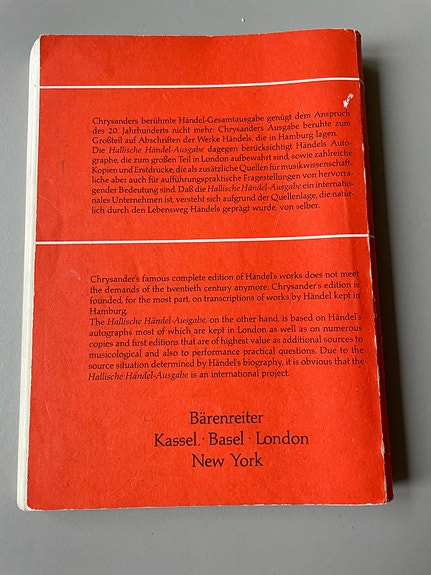 Chrysanders berühmte Händel-Gesamtausgabe genügt dem Anspruch
des 20. Jahrhunderts nicht mehr; Chrysanders Ausgabe beruhte zum
Großteil auf Abschriften der Werke Händels, die in Hamburg lagen.
Die Hallische Händel-Ausgabe dagegen berücksichtigt Händels Auto-
graphe, die zum großen Teil in London aufbewahrt sind, sowie zahlreiche
Kopien und Erstdrucke, die als zusätzliche Quellen für musikwissenschaft-
liche aber auch für aufführungspraktische Fragestellungen von hervorra-
gender Bedeutung sind. Daß die Hallische Händel-Ausgabe ein internatio-
nales Unternehmen ist, versteht sich aufgrund der Quellenlage, die natür-
lich durch den Lebensweg Händels geprägt wurde, von selber.
Chrysander's famous complete edition of Händel's works does not meet
the demands of the twentieth century anymore; Chrysander's edition is
founded, for the most part, on transcriptions of works by Händel kept in
Hamburg.
The Hallische Händel-Ausgabe, on the other hand, is based on Händel's
autographs most of which are kept in London as well as on numerous
copies and first editions that are of highest value as additional sources to
musicological and also to performance practical questions. Due to the
source situation determined by Händel's biography, it is obvious that the
Hallische Händel-Ausgabe is an international project.
Bärenreiter
Kassel · Basel · London
New York